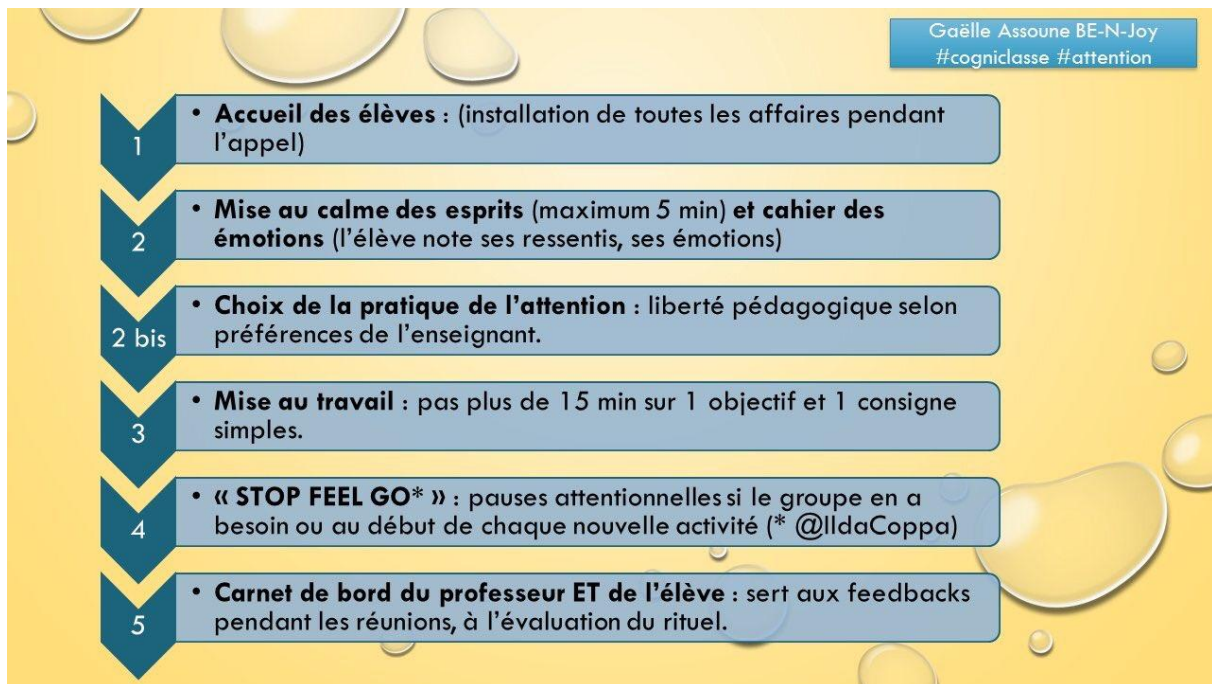 Gaëlle Assoune BE-N-Joy
#cogniclasse #attention
1
• Accueil des élèves : (installation de toutes les affaires pendant
l'appel)
2
• Mise au calme des esprits (maximum 5 min) et cahier des
émotions (l'élève note ses ressentis, ses émotions)
2 bis
• Choix de la pratique de l'attention : liberté pédagogique selon
préférences de l'enseignant.
3
• Mise au travail : pas plus de 15 min sur 1 objectif et 1 consigne
simples.
4
• « STOP FEEL GO* » : pauses attentionnelles si le groupe en a
besoin ou au début de chaque nouvelle activité (* @IldaCoppa)
5
• Carnet de bord du professeur ET de l'élève : sert aux feedbacks
pendant les réunions, à l'évaluation du rituel.